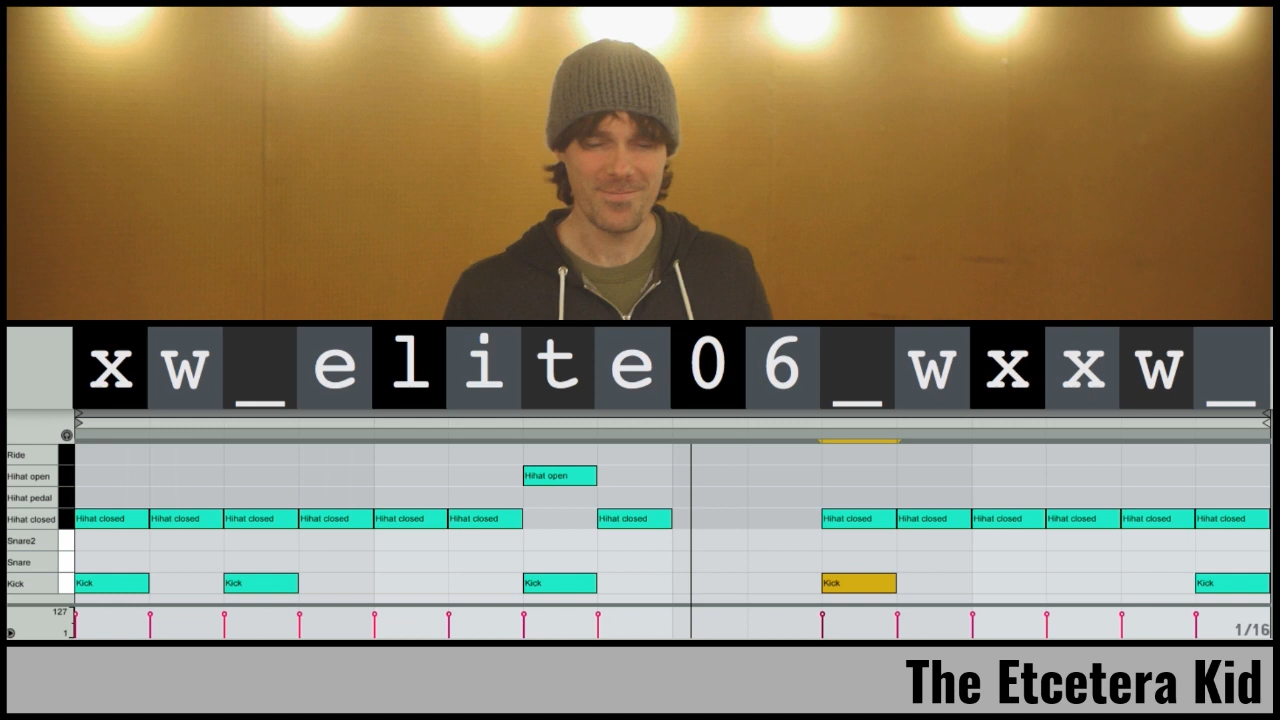 xw_elite06_wxxw_
Ride
Hihat open Hihat open
Hihat pedal
Hihat closed Hihat closed Hihat closed Hihat closed Hihat closed Hihat closed Hihat closed Hihat closed Hihat closed Hihat closed Hihat closed Hihat closed Hihat closed Hihat closed
Snare2
Snare
Kick Kick Kick Kick Kick Kick
127
1 1/16
The Etcetera Kid